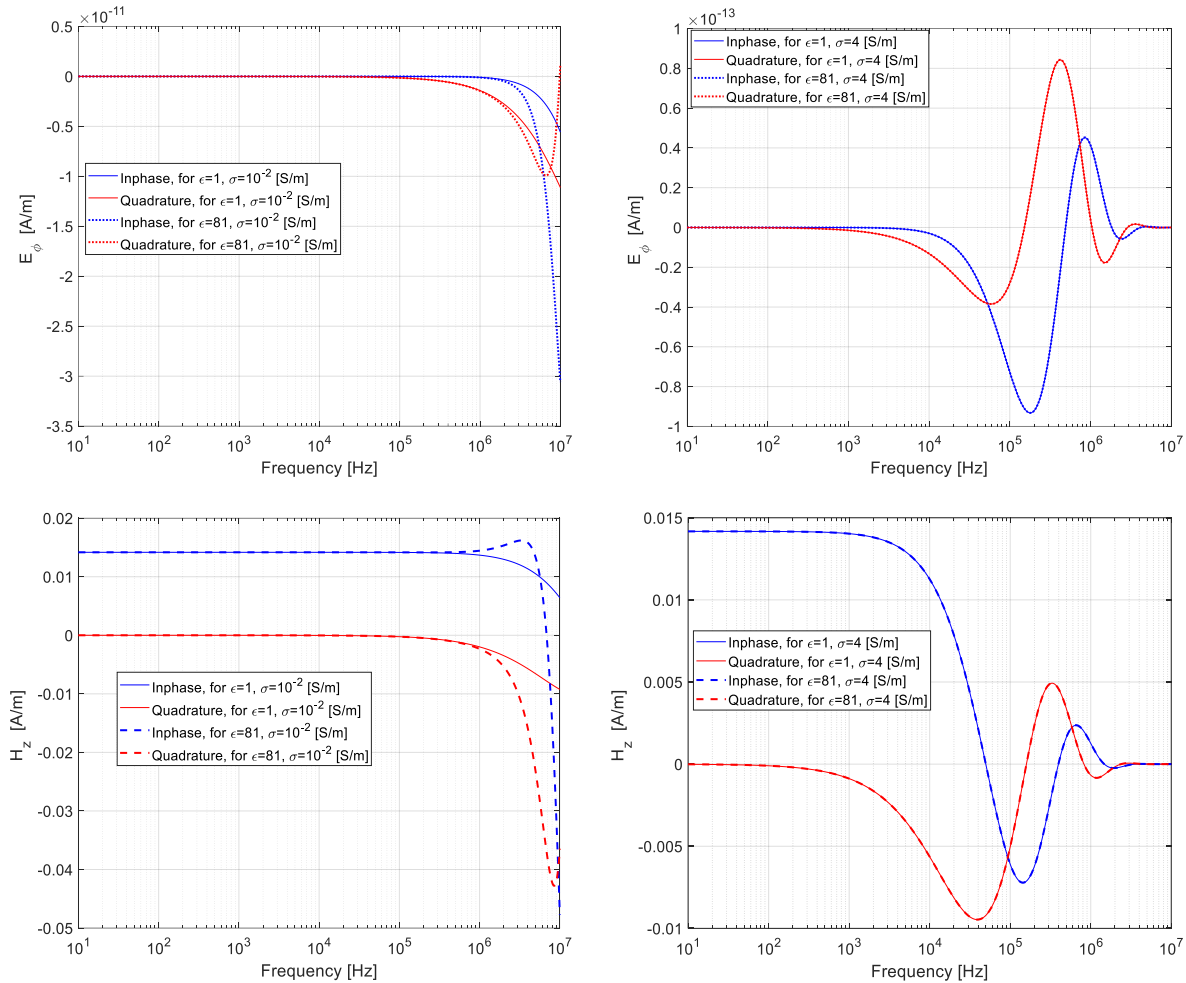 ×10⁻¹¹
0.5
0
-0.5
-1
-1.5
-2
-2.5
-3
-3.5
E_ϕ [A/m]
Inphase, for ϵ=1, σ=10⁻² [S/m]
Quadrature, for ϵ=1, σ=10⁻² [S/m]
Inphase, for ϵ=81, σ=10⁻² [S/m]
Quadrature, for ϵ=81, σ=10⁻² [S/m]
10¹ 10² 10³ 10⁴ 10⁵ 10⁶ 10⁷
Frequency [Hz]
×10⁻¹³
1
0.8
0.6
0.4
0.2
0
-0.2
-0.4
-0.6
-0.8
-1
E_ϕ [A/m]
Inphase, for ϵ=1, σ=4 [S/m]
Quadrature, for ϵ=1, σ=4 [S/m]
Inphase, for ϵ=81, σ=4 [S/m]
Quadrature, for ϵ=81, σ=4 [S/m]
10¹ 10² 10³ 10⁴ 10⁵ 10⁶ 10⁷
Frequency [Hz]
0.02
0.01
0
-0.01
-0.02
-0.03
-0.04
-0.05
H_z [A/m]
Inphase, for ϵ=1, σ=10⁻² [S/m]
Quadrature, for ϵ=1, σ=10⁻² [S/m]
Inphase, for ϵ=81, σ=10⁻² [S/m]
Quadrature, for ϵ=81, σ=10⁻² [S/m]
10¹ 10² 10³ 10⁴ 10⁵ 10⁶ 10⁷
Frequency [Hz]
0.015
0.01
0.005
0
-0.005
-0.01
H_z [A/m]
Inphase, for ϵ=1, σ=4 [S/m]
Quadrature, for ϵ=1, σ=4 [S/m]
Inphase, for ϵ=81, σ=4 [S/m]
Quadrature, for ϵ=81, σ=4 [S/m]
10¹ 10² 10³ 10⁴ 10⁵ 10⁶ 10⁷
Frequency [Hz]